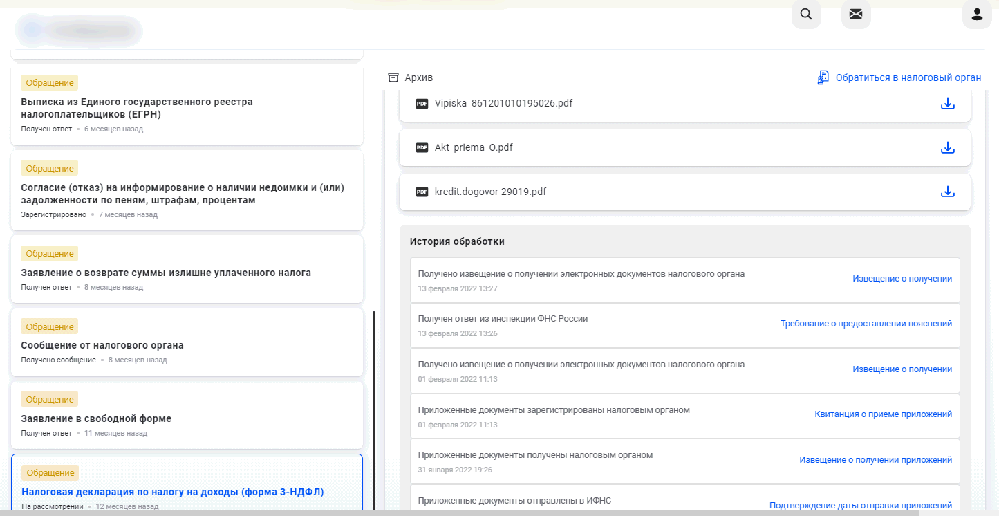 Обращение
Выписка из Единого государственного реестра
налогоплательщиков (ЕГРН)
Получен ответ • 6 месяцев назад
Обращение
Согласие (отказ) на информирование о наличии недоимки и (или)
задолженности по пеням, штрафам, процентам
Зарегистрировано • 7 месяцев назад
Обращение
Заявление о возврате суммы излишне уплаченного налога
Получен ответ • 8 месяцев назад
Обращение
Сообщение от налогового органа
Получено сообщение • 8 месяцев назад
Обращение
Заявление в свободной форме
Получен ответ • 11 месяцев назад
Обращение
Налоговая декларация по налогу на доходы (форма 3-НДФЛ)
На рассмотрении • 12 месяцев назад
Архив
Обратиться в налоговый орган
PDF Vipiska_861201010195026.pdf
PDF Akt_priema_O.pdf
PDF kredit.dogovor-29019.pdf
История обработки
Получено извещение о получении электронных документов налогового органа
13 февраля 2022 13:27
Извещение о получении
Получен ответ из инспекции ФНС России
13 февраля 2022 13:26
Требование о предоставлении пояснений
Получено извещение о получении электронных документов налогового органа
01 февраля 2022 11:13
Извещение о получении
Приложенные документы зарегистрированы налоговым органом
01 февраля 2022 11:13
Квитанция о приеме приложений
Приложенные документы получены налоговым органом
31 января 2022 19:26
Извещение о получении приложений
Приложенные документы отправлены в ИФНС
Подтверждение даты отправки приложений